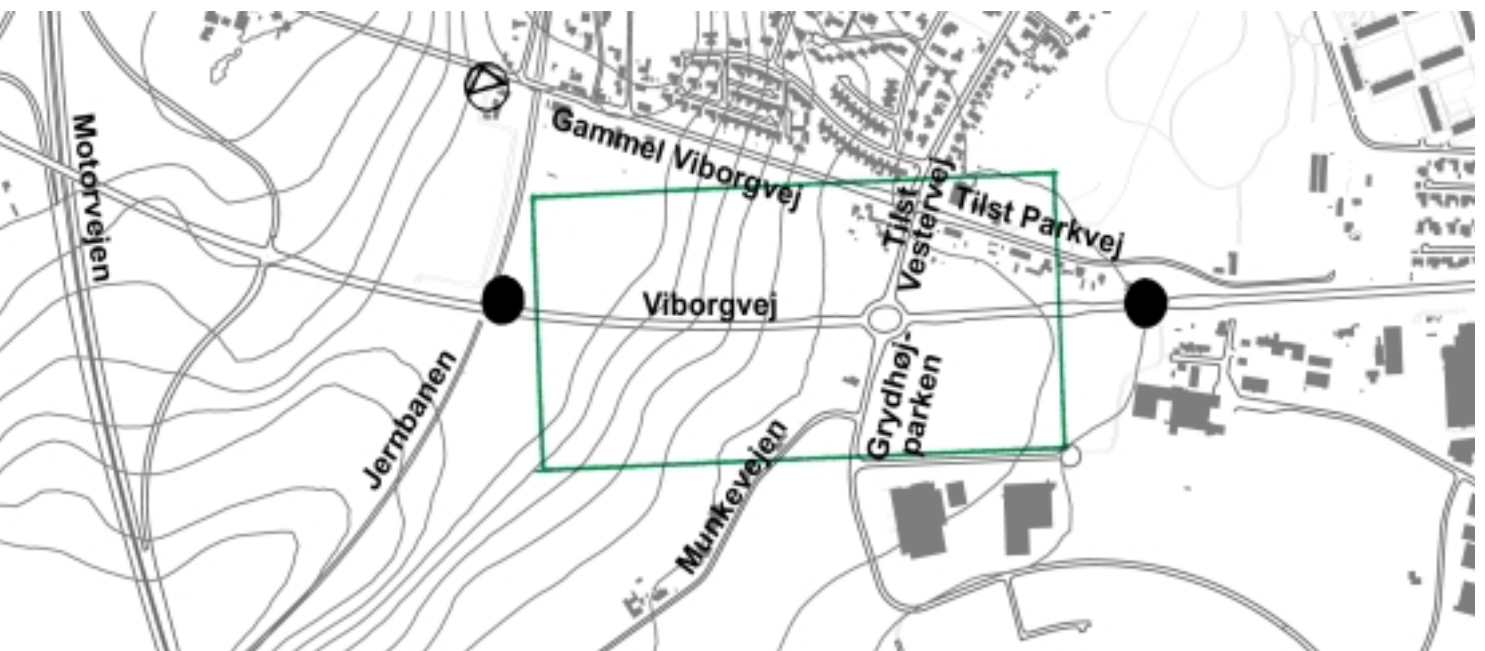 Motorvejen
Gammel Viborgvej
Tilst
Vestervej
Tilst Parkvej
Viborgvej
Jernbanen
Grydhøj-
parken
Munkevejen